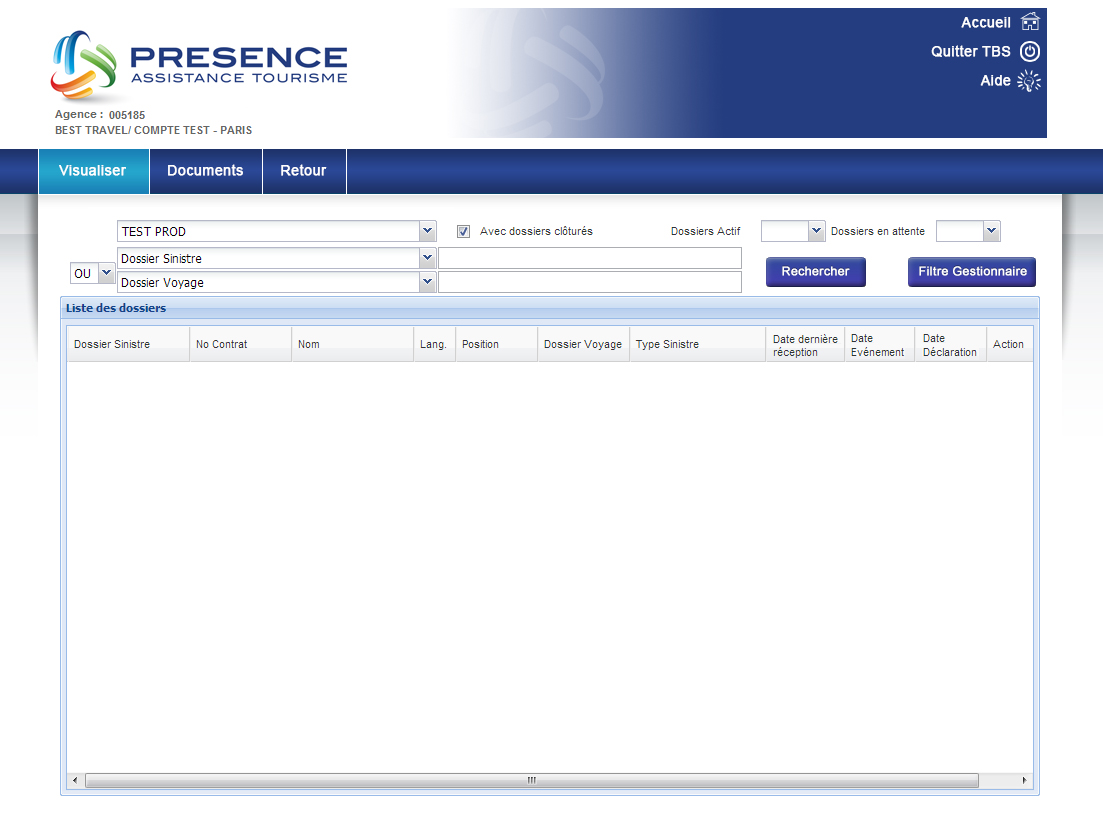 Accueil
PRESENCE
ASSISTANCE TOURISME
Quitter TBS
Aide
Agence : 005185
BEST TRAVEL/ COMPTE TEST - PARIS
Visualiser Documents Retour
TEST PROD Avec dossiers clôturés Dossiers Actif Dossiers en attente
Dossier Sinistre
OU Rechercher Filtre Gestionnaire
Dossier Voyage
Liste des dossiers
Dossier Sinistre No Contrat Nom Lang. Position Dossier Voyage Type Sinistre Date dernière réception Date Evénement Date Déclaration Action